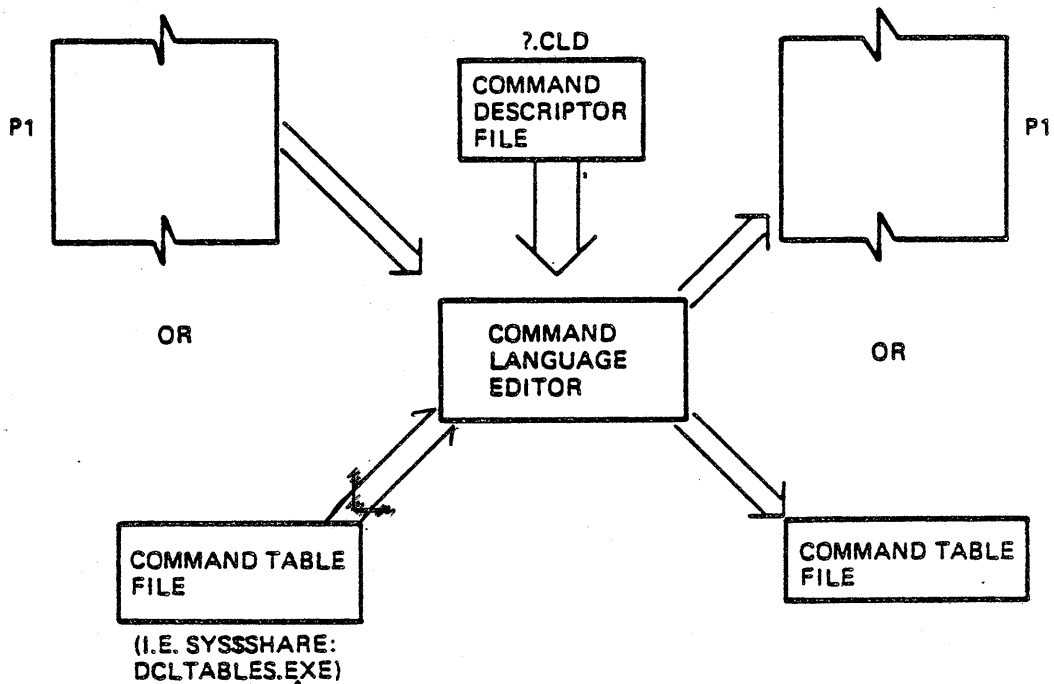 ?.CLD
COMMAND
DESCRIPTOR
FILE
P1
P1
OR
COMMAND
LANGUAGE
EDITOR
OR
COMMAND TABLE
FILE
(I.E. SYS$SHARE:
DCLTABLES.EXE)
COMMAND TABLE
FILE